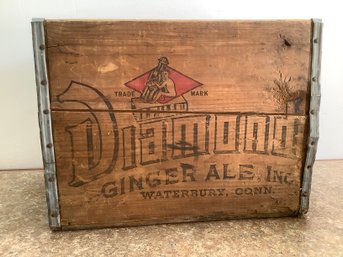 TRADE MARK
Diamond
GINGER ALE, INC.
WATERBURY, CONN.